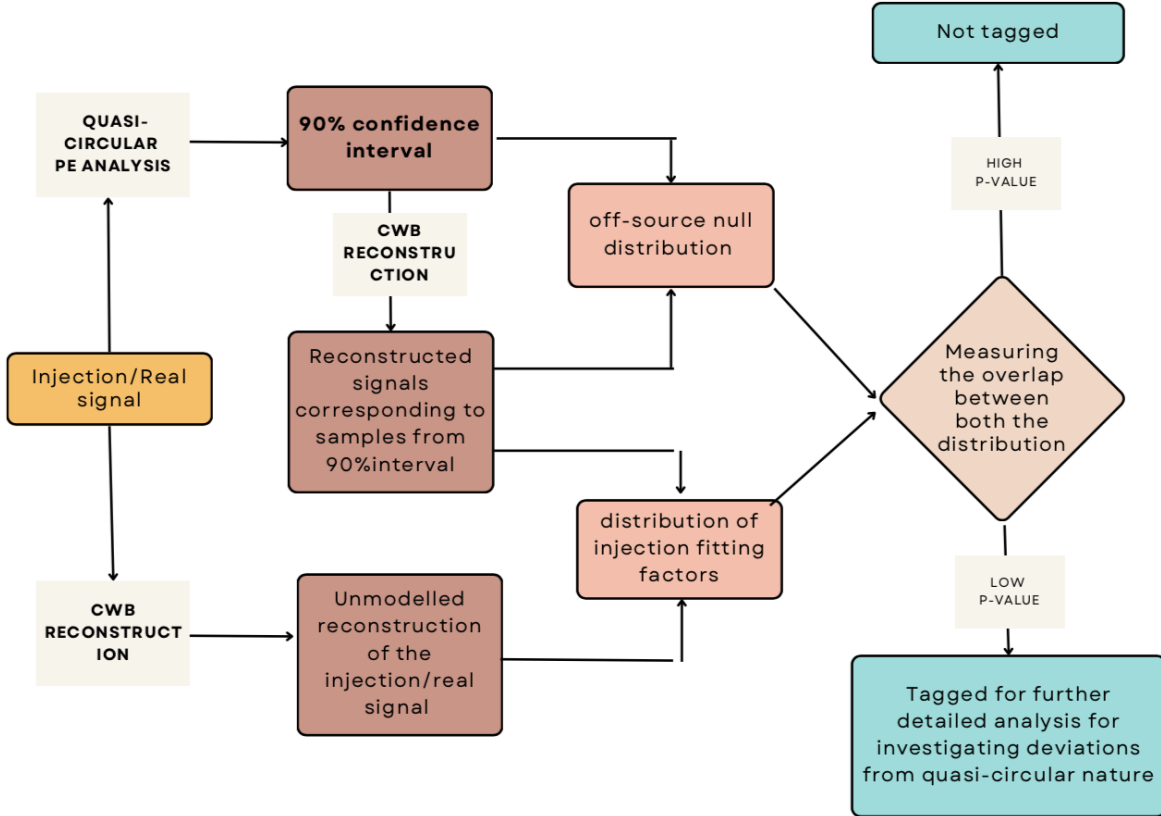 Not tagged
QUASI-
CIRCULAR
PE ANALYSIS
90% confidence
interval
HIGH
P-VALUE
off-source null
distribution
CWB
RECONSTRU
CTION
Injection/Real
signal
Reconstructed
signals
corresponding to
samples from
90%interval
Measuring
the overlap
between
both the
distribution
distribution of
injection fitting
factors
CWB
RECONSTRUCT
ION
Unmodelled
reconstruction
of the
injection/real
signal
LOW
P-VALUE
Tagged for further
detailed analysis for
investigating deviations
from quasi-circular nature